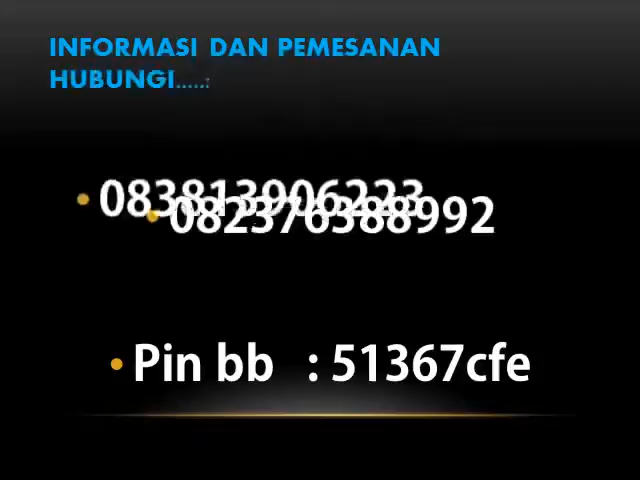 INFORMASI DAN PEMESANAN
HUBUNGI.....:
• 083813906223
• 082376388992
• Pin bb : 51367cfe